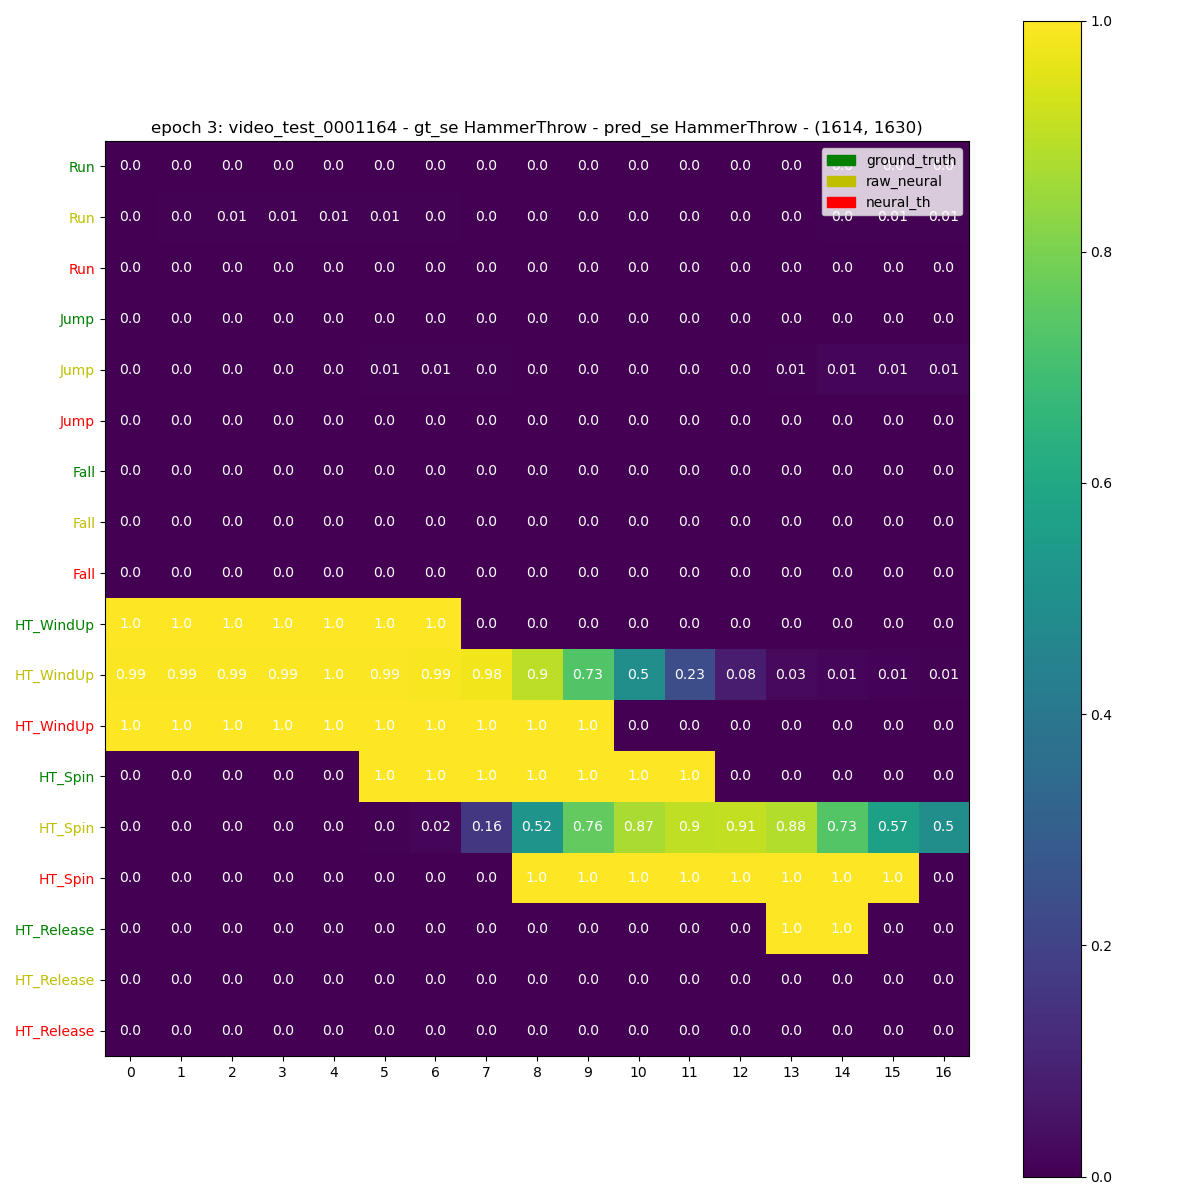 epoch 3: video_test_0001164 - gt_se HammerThrow - pred_se HammerThrow - (1614, 1630)
ground_truth
raw_neural
neural_th
Run 0.0 0.0 0.0 0.0 0.0 0.0 0.0 0.0 0.0 0.0 0.0 0.0 0.0 0.0 0.0 0.0
Run 0.0 0.0 0.01 0.01 0.01 0.01 0.0 0.0 0.0 0.0 0.0 0.0 0.0 0.0 0.0 0.01 0.01
Run 0.0 0.0 0.0 0.0 0.0 0.0 0.0 0.0 0.0 0.0 0.0 0.0 0.0 0.0 0.0 0.0 0.0
Jump 0.0 0.0 0.0 0.0 0.0 0.0 0.0 0.0 0.0 0.0 0.0 0.0 0.0 0.0 0.0 0.0 0.0
Jump 0.0 0.0 0.0 0.0 0.0 0.01 0.01 0.0 0.0 0.0 0.0 0.0 0.0 0.01 0.01 0.01 0.01
Jump 0.0 0.0 0.0 0.0 0.0 0.0 0.0 0.0 0.0 0.0 0.0 0.0 0.0 0.0 0.0 0.0 0.0
Fall 0.0 0.0 0.0 0.0 0.0 0.0 0.0 0.0 0.0 0.0 0.0 0.0 0.0 0.0 0.0 0.0 0.0
Fall 0.0 0.0 0.0 0.0 0.0 0.0 0.0 0.0 0.0 0.0 0.0 0.0 0.0 0.0 0.0 0.0 0.0
Fall 0.0 0.0 0.0 0.0 0.0 0.0 0.0 0.0 0.0 0.0 0.0 0.0 0.0 0.0 0.0 0.0 0.0
HT_WindUp 1.0 1.0 1.0 1.0 1.0 1.0 1.0 0.0 0.0 0.0 0.0 0.0 0.0 0.0 0.0 0.0 0.0
HT_WindUp 0.99 0.99 0.99 0.99 1.0 0.99 0.99 0.98 0.9 0.73 0.5 0.23 0.08 0.03 0.01 0.01 0.01
HT_WindUp 1.0 1.0 1.0 1.0 1.0 1.0 1.0 1.0 1.0 1.0 0.0 0.0 0.0 0.0 0.0 0.0 0.0
HT_Spin 0.0 0.0 0.0 0.0 0.0 1.0 1.0 1.0 1.0 1.0 1.0 1.0 0.0 0.0 0.0 0.0 0.0
HT_Spin 0.0 0.0 0.0 0.0 0.0 0.0 0.02 0.16 0.52 0.76 0.87 0.9 0.91 0.88 0.73 0.57 0.5
HT_Spin 0.0 0.0 0.0 0.0 0.0 0.0 0.0 0.0 1.0 1.0 1.0 1.0 1.0 1.0 1.0 1.0 0.0
HT_Release 0.0 0.0 0.0 0.0 0.0 0.0 0.0 0.0 0.0 0.0 0.0 0.0 0.0 1.0 1.0 0.0 0.0
HT_Release 0.0 0.0 0.0 0.0 0.0 0.0 0.0 0.0 0.0 0.0 0.0 0.0 0.0 0.0 0.0 0.0 0.0
HT_Release 0.0 0.0 0.0 0.0 0.0 0.0 0.0 0.0 0.0 0.0 0.0 0.0 0.0 0.0 0.0 0.0 0.0
0 1 2 3 4 5 6 7 8 9 10 11 12 13 14 15 16
1.0
0.8
0.6
0.4
0.2
0.0